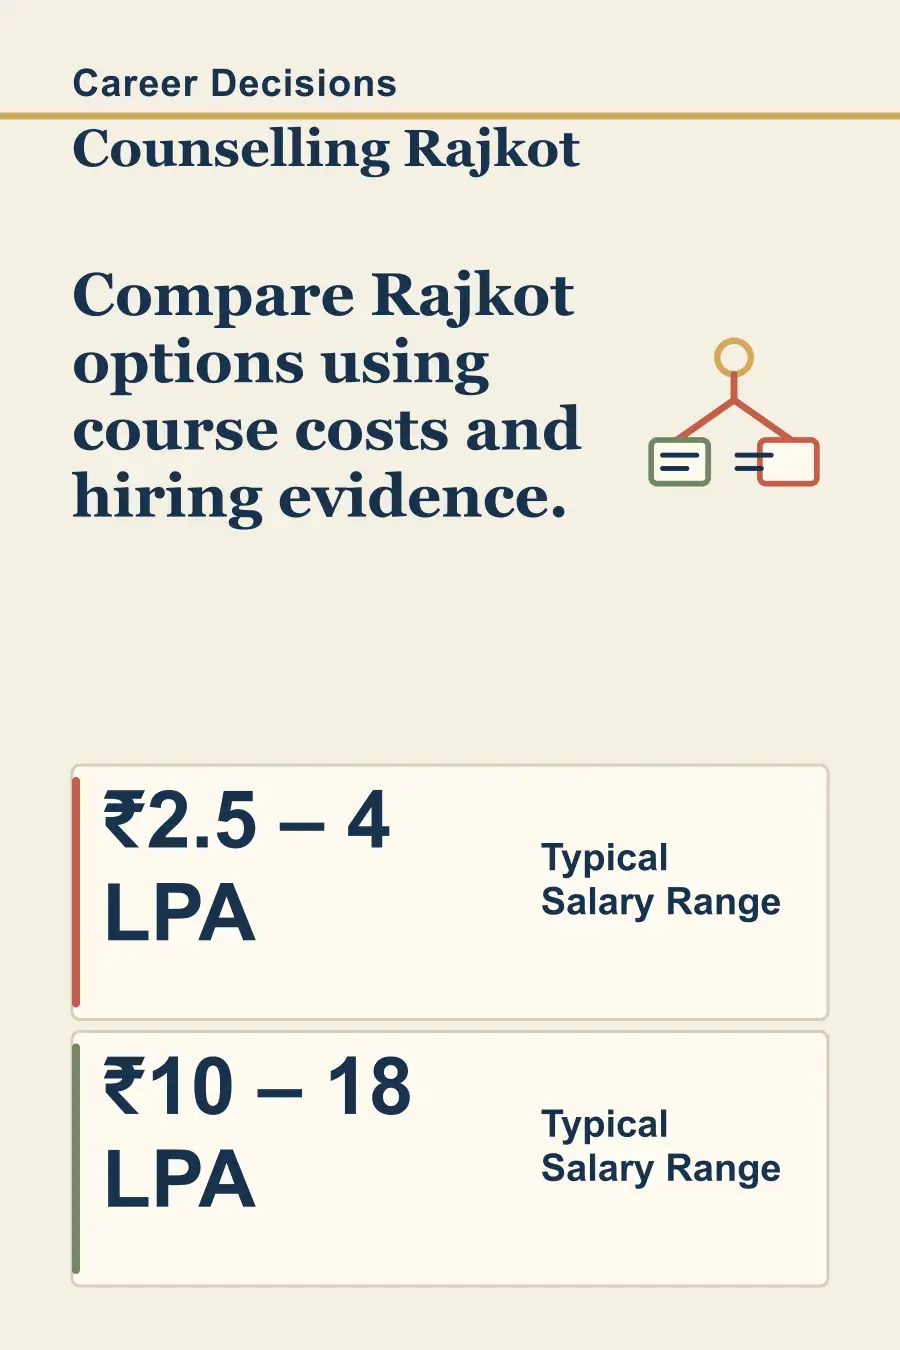 Career Decisions
Counselling Rajkot
Compare Rajkot
options using
course costs and
hiring evidence.
₹2.5 – 4
LPA
Typical
Salary Range
₹10 – 18
LPA
Typical
Salary Range